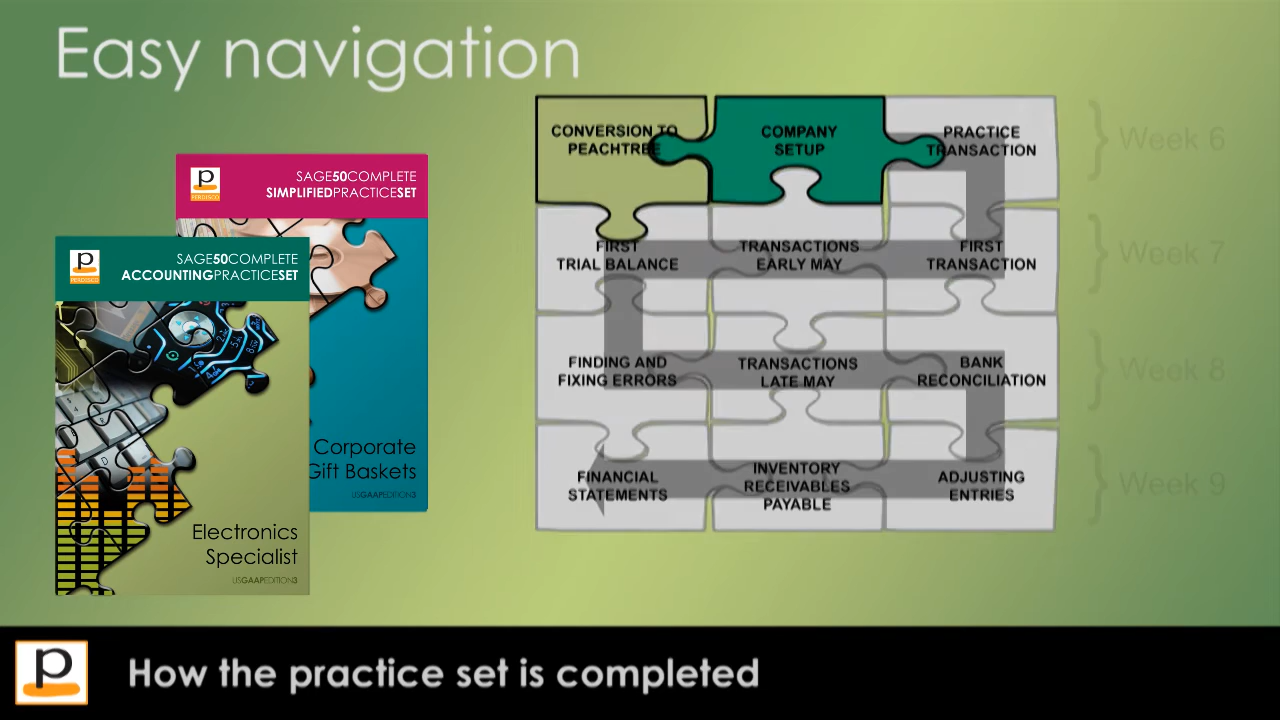 Easy navigation
p
PERDISCO
SAGE50COMPLETE
SIMPLIFIEDPRACTICESET
Corporate
Gift Baskets
USGAAPEDITION3
p
PERDISCO
SAGE50COMPLETE
ACCOUNTINGPRACTICESET
Electronics
Specialist
USGAAPEDITION3
CONVERSION TO
PEACHTREE
COMPANY
SETUP
PRACTICE
TRANSACTION
Week 6
FIRST
TRIAL BALANCE
TRANSACTIONS
EARLY MAY
FIRST
TRANSACTION
Week 7
FINDING AND
FIXING ERRORS
TRANSACTIONS
LATE MAY
BANK
RECONCILIATION
Week 8
FINANCIAL
STATEMENTS
INVENTORY
RECEIVABLES
PAYABLE
ADJUSTING
ENTRIES
Week 9
p
How the practice set is completed